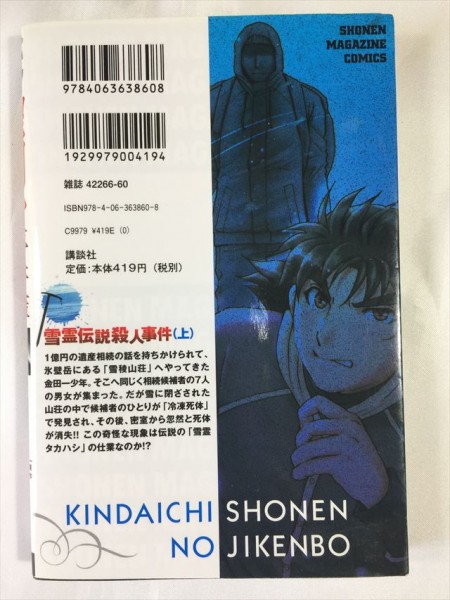 SHONEN
MAGAZINE
COMICS
9784063638608
1929979004194
雑誌 42266-60
ISBN978-4-06-363860-8
C9979 ¥419E (0)
講談社
定価:本体419円(税別)
雪霊伝説殺人事件(上)
1億円の遺産相続の話を持ちかけられて、
氷壁岳にある「雪稜山荘」へやってきた
金田一少年。そこへ同じく相続候補者の7人
の男女が集まった。だが雪に閉ざされた
山荘の中で候補者のひとりが「冷凍死体」
で発見され、その後、密室から忽然と死体
が消失!! この奇怪な現象は伝説の「雪霊
タカハシ」の仕業なのか!?
KINDAICHI SHONEN
NO JIKENBO